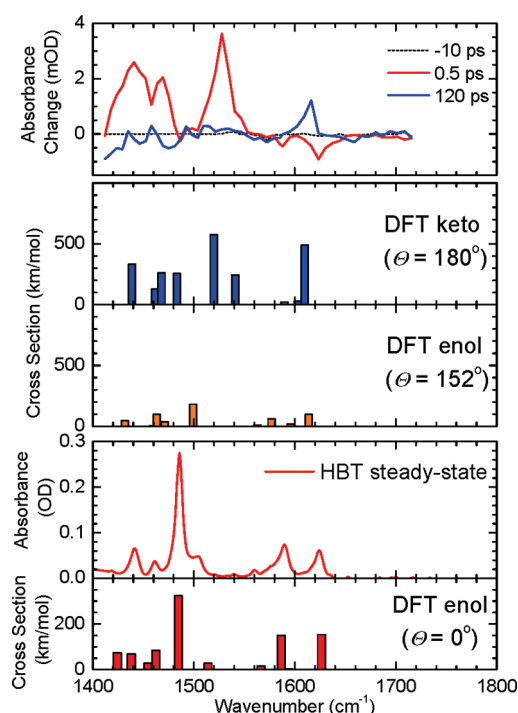 Absorbance
Change (mOD)
4
2
0
-10 ps
0.5 ps
120 ps
Cross Section (km/mol)
500
0
DFT keto
(Θ = 180°)
500
0
DFT enol
(Θ = 152°)
Absorbance
(OD)
0.3
0.2
0.1
0.0
HBT steady-state
Cross Section
(km/mol)
200
0
DFT enol
(Θ = 0°)
1400 1500 1600 1700 1800
Wavenumber (cm⁻¹)